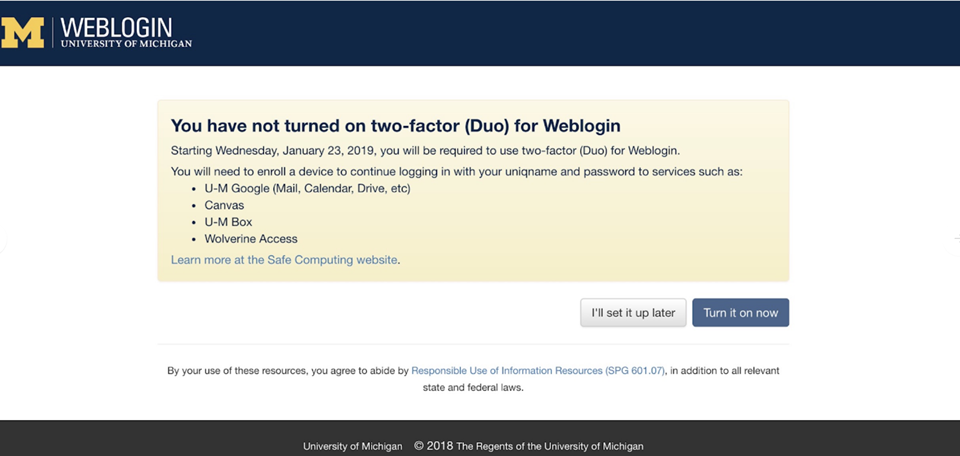 M WEBLOGIN
UNIVERSITY OF MICHIGAN
You have not turned on two-factor (Duo) for Weblogin
Starting Wednesday, January 23, 2019, you will be required to use two-factor (Duo) for Weblogin.
You will need to enroll a device to continue logging in with your uniqname and password to services such as:
• U-M Google (Mail, Calendar, Drive, etc)
• Canvas
• U-M Box
• Wolverine Access
Learn more at the Safe Computing website.
I'll set it up later Turn it on now
By your use of these resources, you agree to abide by Responsible Use of Information Resources (SPG 601.07), in addition to all relevant
state and federal laws.
University of Michigan © 2018 The Regents of the University of Michigan